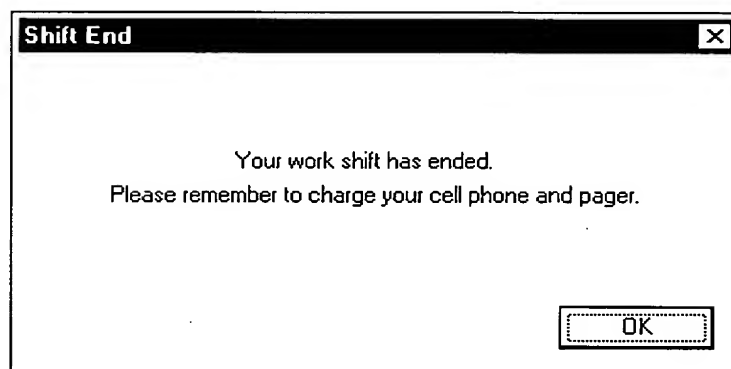 Shift End
Your work shift has ended.
Please remember to charge your cell phone and pager.
OK